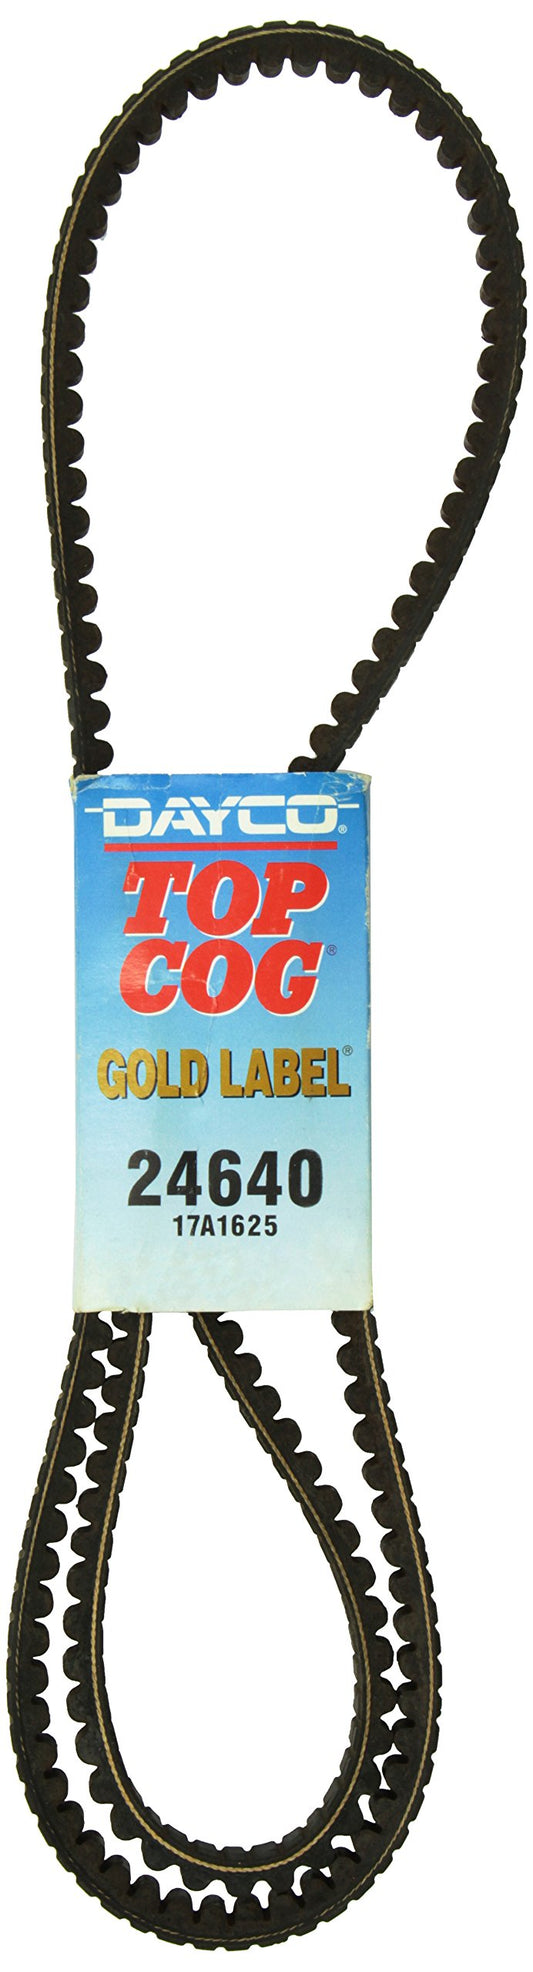 DAYCO®
TOP
COG®
GOLD LABEL®
24640
17A1625